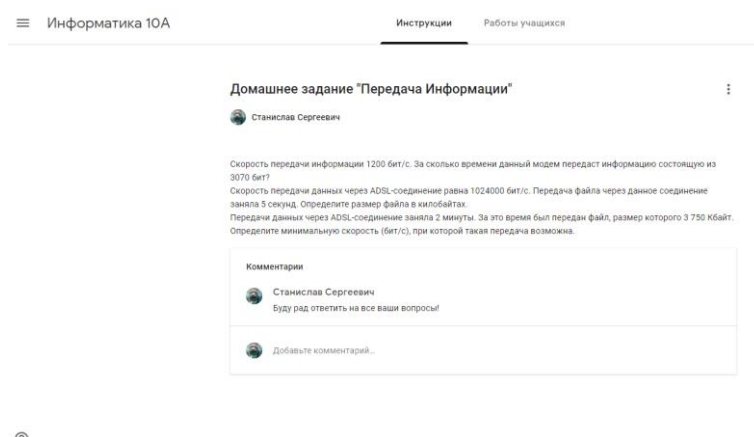 Информатика 10А
Инструкции
Работы учащихся
Домашнее задание "Передача Информации"
Станислав Сергеевич
Скорость передачи информации 1200 бит/с. За сколько времени данный модем передаст информацию состоящую из
3070 бит?
Скорость передачи данных через ADSL-соединение равна 1024000 бит/с. Передача файла через данное соединение
заняла 5 секунд. Определите размер файла в килобайтах.
Передачи данных через ADSL-соединение заняла 2 минуты. За это время был передан файл, размер которого 3 750 Кбайт.
Определите минимальную скорость (бит/с), при которой такая передача возможна.
Комментарии
Станислав Сергеевич
Буду рад ответить на все ваши вопросы!
Добавьте комментарий...